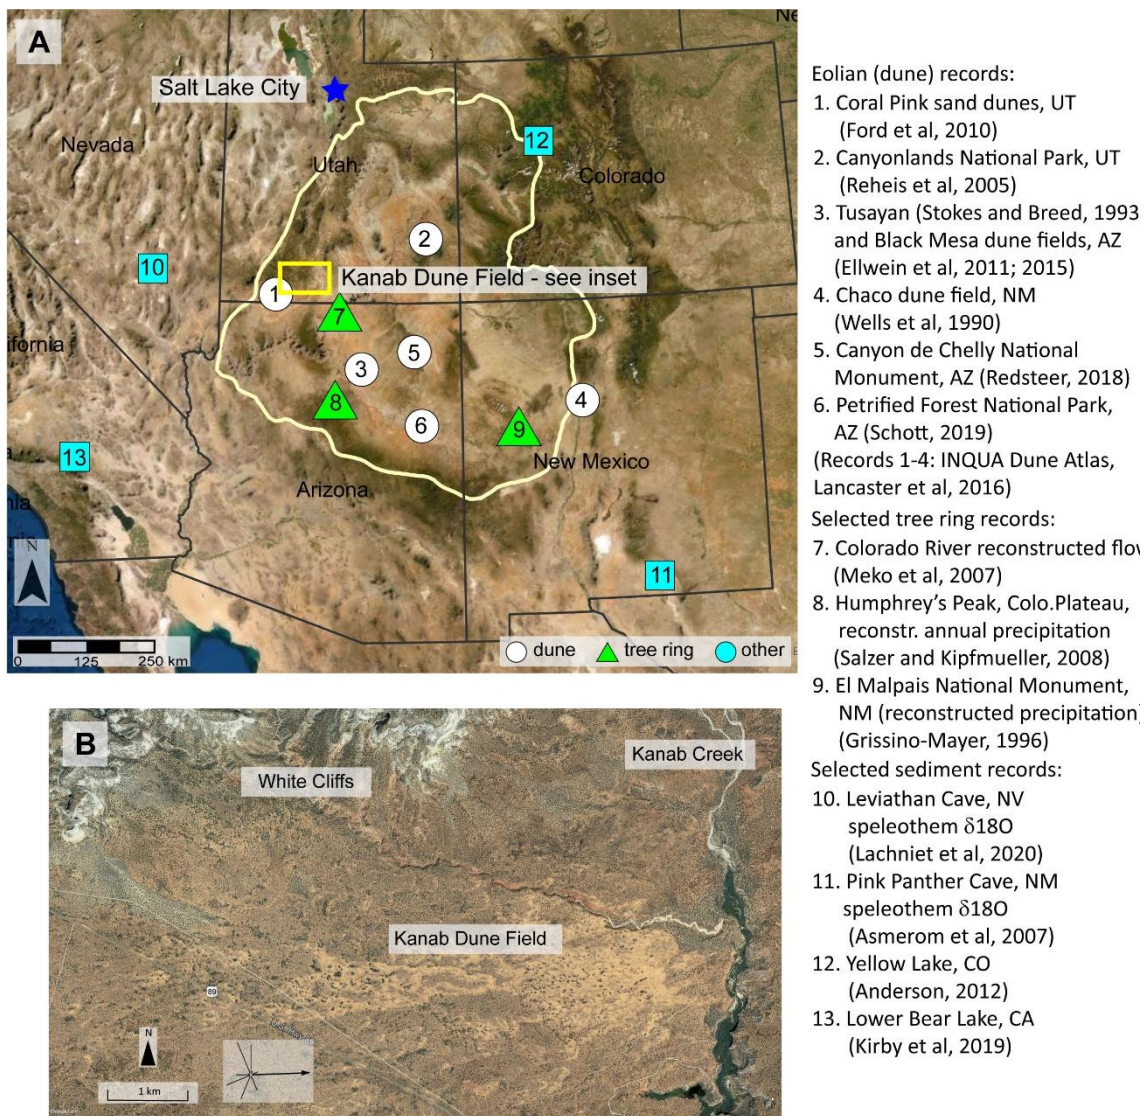 A
Salt Lake City
Nevada
Utah
12
Colorado
2
10
Kanab Dune Field - see inset
1
7
ifornia
5
3
4
8
6
9
13
New Mexico
Arizona
N
11
0 125 250 km
dune tree ring other
Eolian (dune) records:
1. Coral Pink sand dunes, UT
(Ford et al, 2010)
2. Canyonlands National Park, UT
(Reheis et al, 2005)
3. Tusayan (Stokes and Breed, 1993
and Black Mesa dune fields, AZ
(Ellwein et al, 2011; 2015)
4. Chaco dune field, NM
(Wells et al, 1990)
5. Canyon de Chelly National
Monument, AZ (Redsteer, 2018)
6. Petrified Forest National Park,
AZ (Schott, 2019)
(Records 1-4: INQUA Dune Atlas,
Lancaster et al, 2016)
Selected tree ring records:
7. Colorado River reconstructed flow
(Meko et al, 2007)
8. Humphrey's Peak, Colo.Plateau,
reconstr. annual precipitation
(Salzer and Kipfmueller, 2008)
9. El Malpais National Monument,
NM (reconstructed precipitation)
(Grissino-Mayer, 1996)
Selected sediment records:
10. Leviathan Cave, NV
speleothem δ18O
(Lachniet et al, 2020)
11. Pink Panther Cave, NM
speleothem δ18O
(Asmerom et al, 2007)
12. Yellow Lake, CO
(Anderson, 2012)
13. Lower Bear Lake, CA
(Kirby et al, 2019)
B
Kanab Creek
White Cliffs
Kanab Dune Field
89
N
1 km